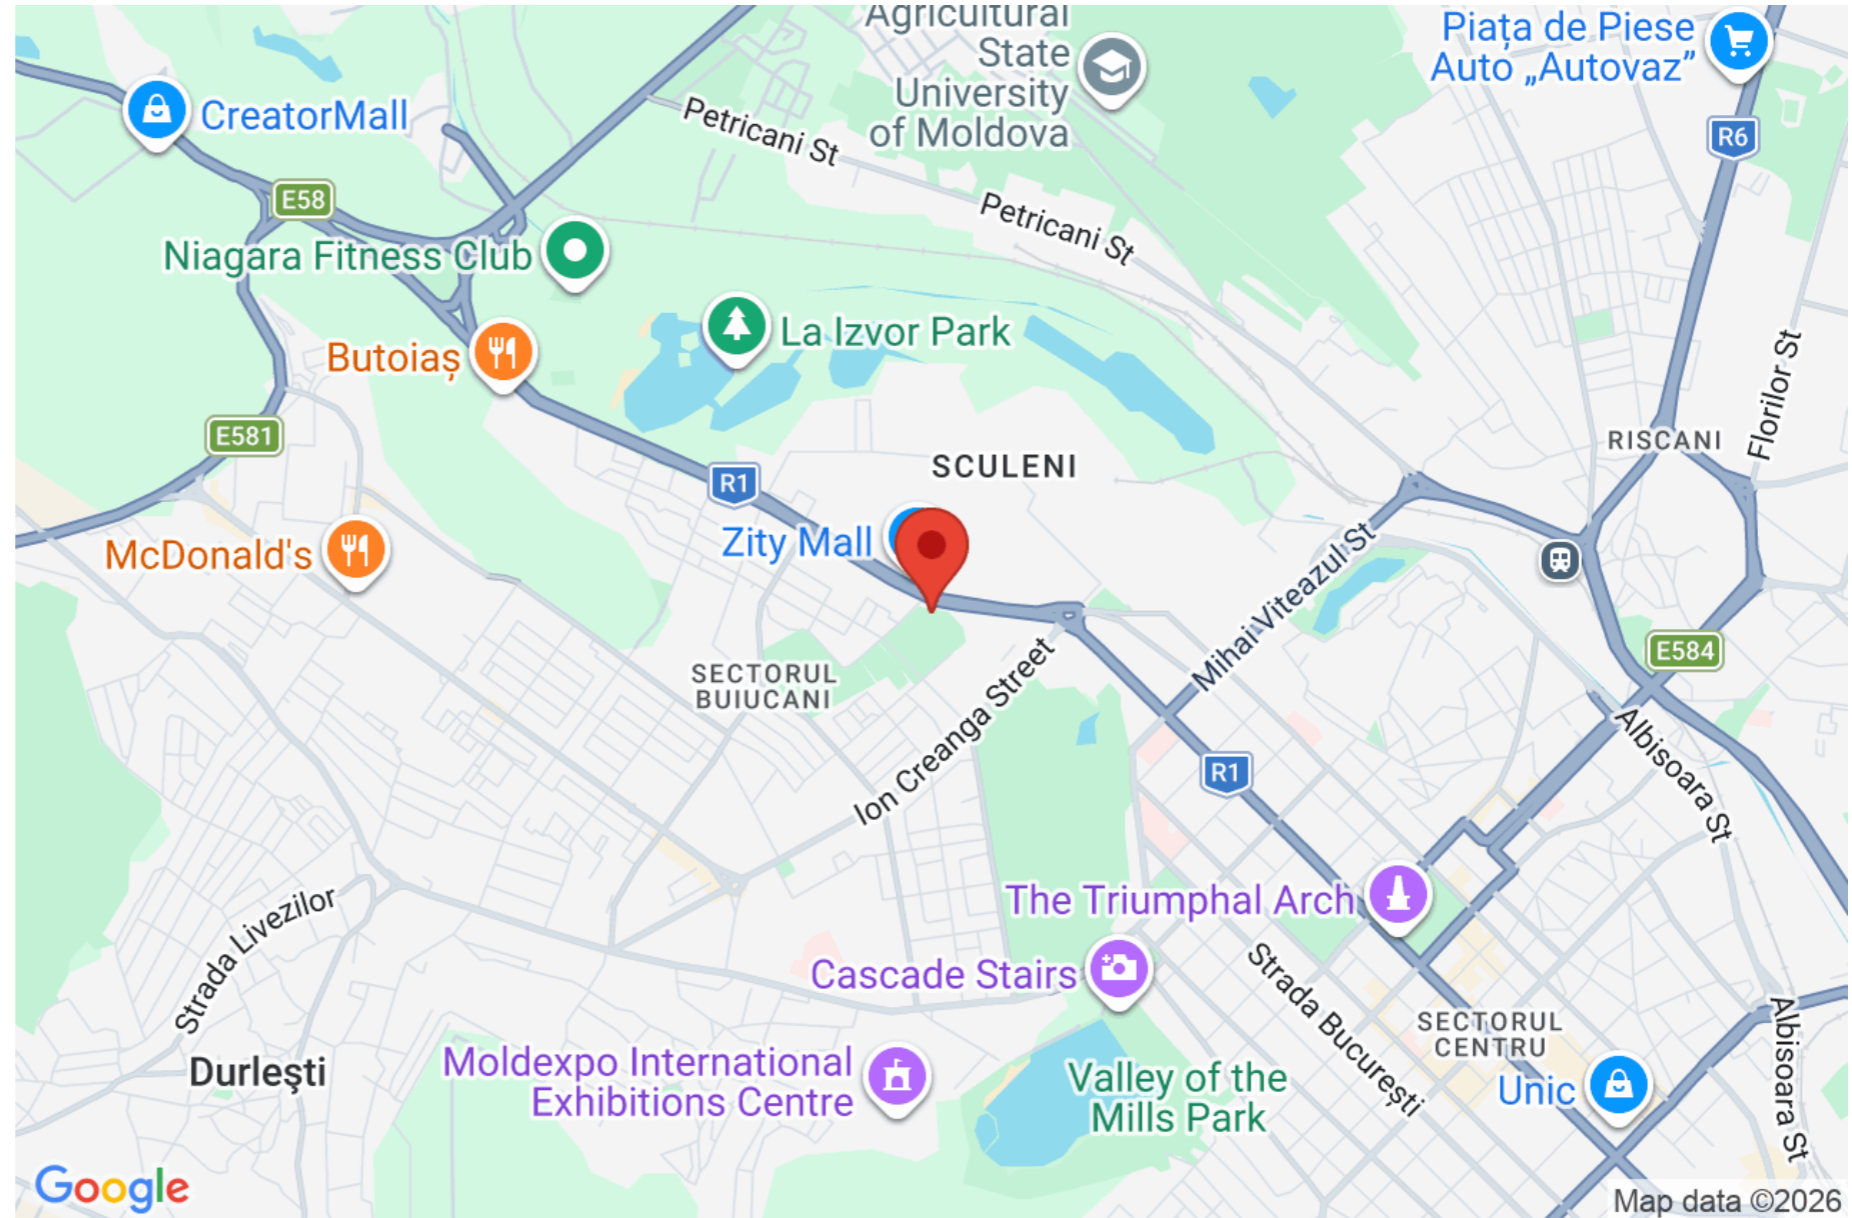 Agricultural
State
University
of Moldova
Piața de Piese
Auto „Autovaz”
CreatorMall
Petricani St
R6
E58
Petricani St
Niagara Fitness Club
La Izvor Park
Butoiaș
Florilor St
E581
RISCANI
SCULENI
R1
Zity Mall
McDonald's
Mihai Viteazul St
E584
SECTORUL
BUIUCANI
Ion Creanga Street
Albisoara St
R1
The Triumphal Arch
Strada Livezilor
Cascade Stairs
Strada București
SECTORUL
CENTRU
Albisoara St
Durleşti
Moldexpo International
Exhibitions Centre
Valley of the
Mills Park
Unic
Google
Map data ©2026